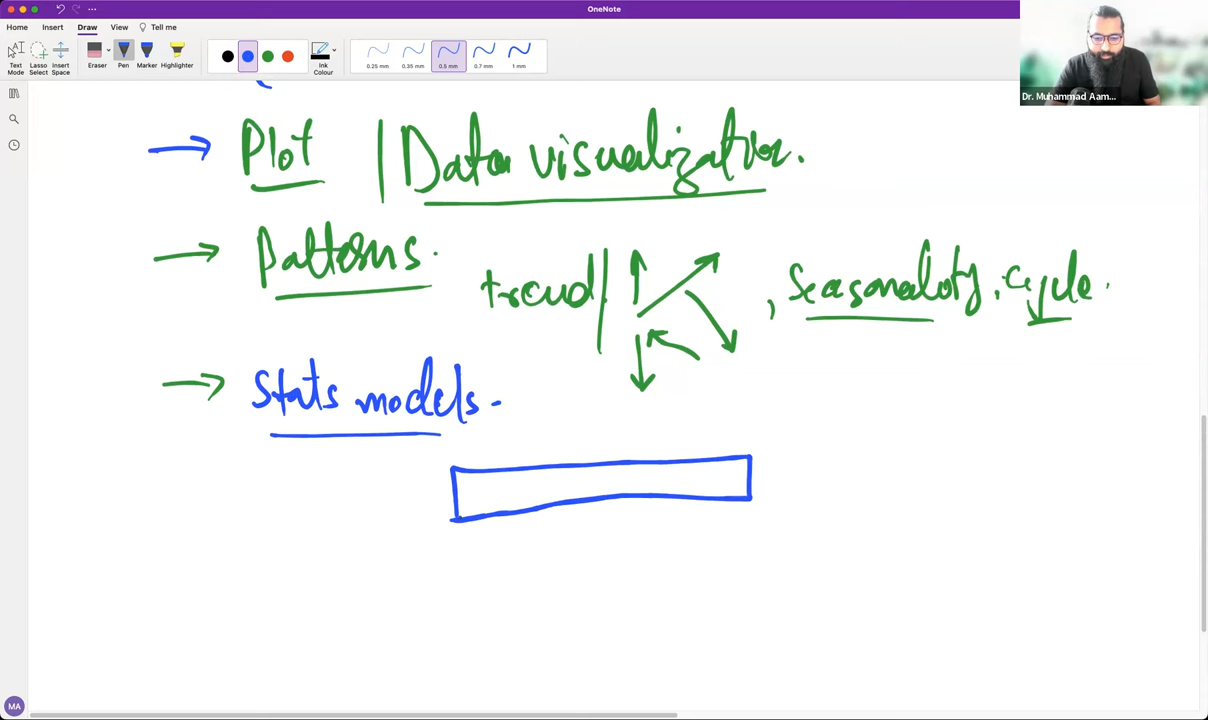 OneNote
Home Insert Draw View Tell me
Text Mode Lasso Select Insert Space Eraser Pen Marker Highlighter Ink Colour 0.25 mm 0.35 mm 0.5 mm 0.7 mm 1 mm
Dr. Muhammad Aam...
→ Plot | Data visualization.
→ Patterns. trend | , Seasonality, cycle.
→ Stats models.
MA